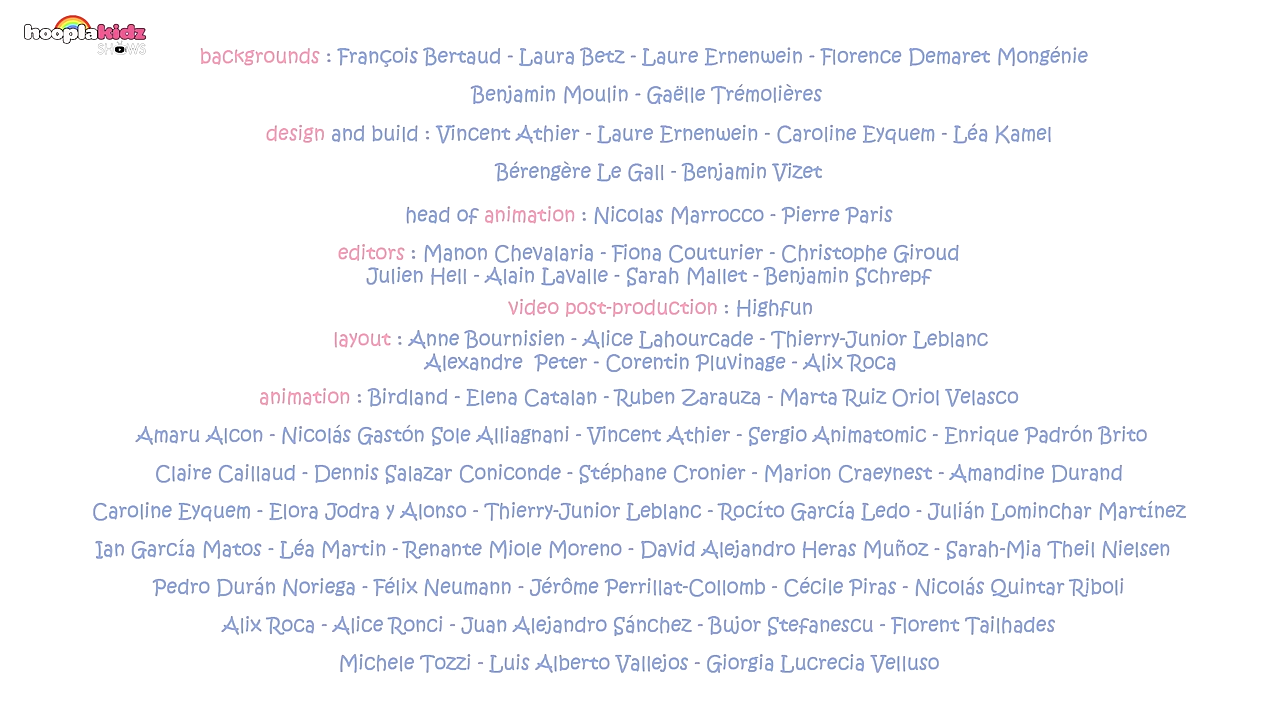 hooplakidz
SHOWS
backgrounds : François Bertaud - Laura Betz - Laure Ernenwein - Florence Demaret Mongénie
Benjamin Moulin - Gaëlle Trémolières
design and build : Vincent Athier - Laure Ernenwein - Caroline Eyquem - Léa Kamel
Bérengère Le Gall - Benjamin Vizet
head of animation : Nicolas Marrocco - Pierre Paris
editors : Manon Chevalaria - Fiona Couturier - Christophe Giroud
Julien Hell - Alain Lavalle - Sarah Mallet - Benjamin Schrepf
video post-production : Highfun
layout : Anne Bournisien - Alice Lahourcade - Thierry-Junior Leblanc
Alexandre Peter - Corentin Pluvinage - Alix Roca
animation : Birdland - Elena Catalan - Ruben Zarauza - Marta Ruiz Oriol Velasco
Amaru Alcon - Nicolás Gastón Sole Alliagnani - Vincent Athier - Sergio Animatomic - Enrique Padrón Brito
Claire Caillaud - Dennis Salazar Coniconde - Stéphane Cronier - Marion Craeynest - Amandine Durand
Caroline Eyquem - Elora Jodra y Alonso - Thierry-Junior Leblanc - Rocíto García Ledo - Julián Lominchar Martínez
Ian García Matos - Léa Martin - Renante Miole Moreno - David Alejandro Heras Muñoz - Sarah-Mia Theil Nielsen
Pedro Durán Noriega - Félix Neumann - Jérôme Perrillat-Collomb - Cécile Piras - Nicolás Quintar Riboli
Alix Roca - Alice Ronci - Juan Alejandro Sánchez - Bujor Stefanescu - Florent Tailhades
Michele Tozzi - Luis Alberto Vallejos - Giorgia Lucrecia Velluso